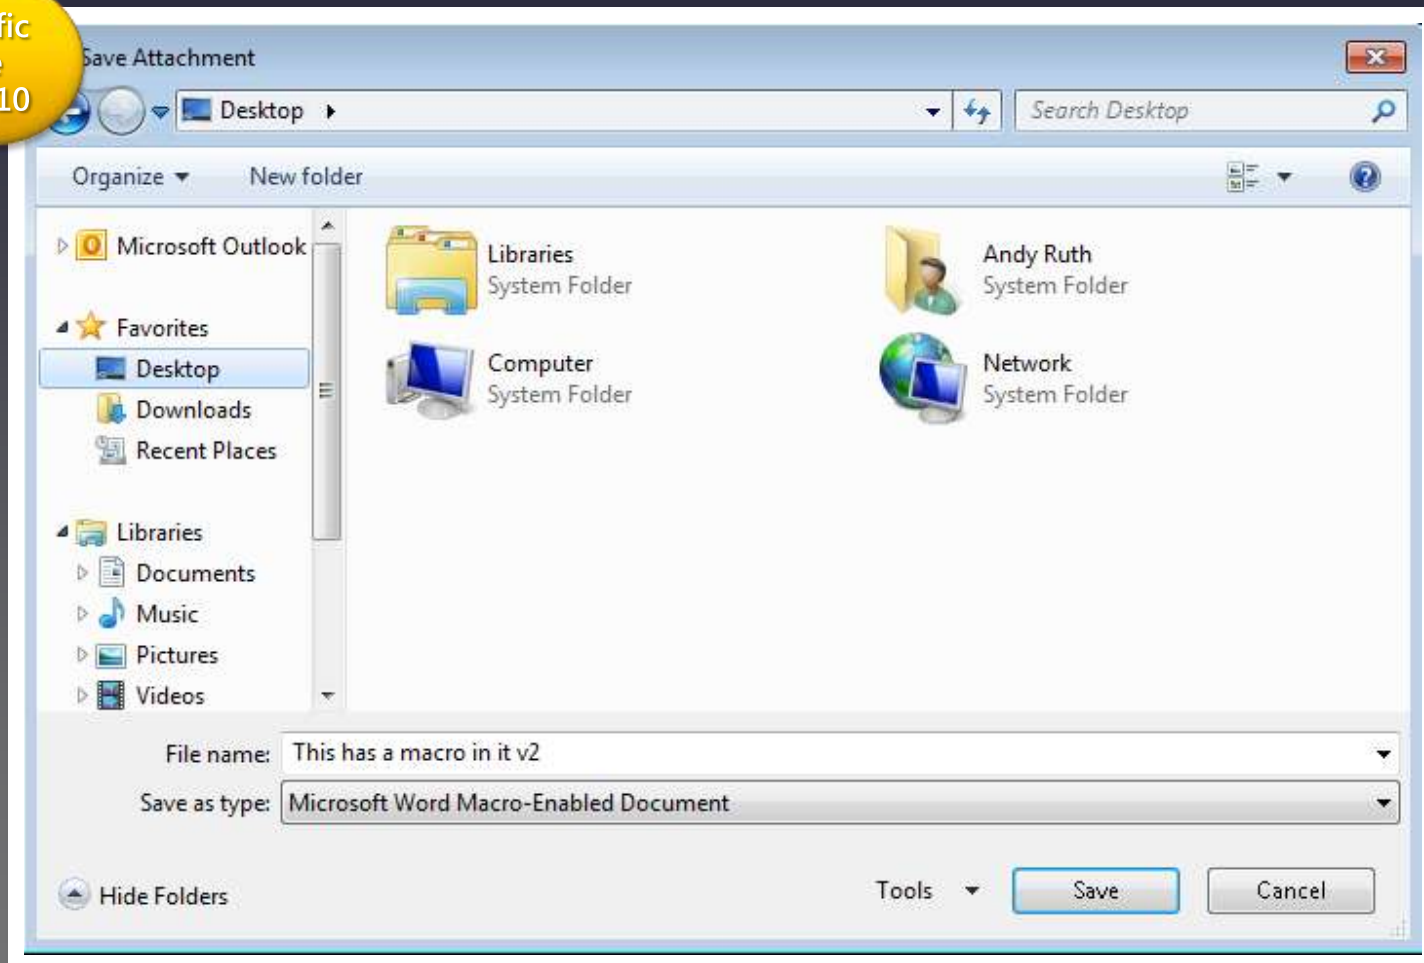 fic
e
10
Save Attachment
Desktop
Search Desktop
Organize
New folder
Microsoft Outlook
Favorites
Desktop
Downloads
Recent Places
Libraries
Documents
Music
Pictures
Videos
Libraries
System Folder
Andy Ruth
System Folder
Computer
System Folder
Network
System Folder
File name: This has a macro in it v2
Save as type: Microsoft Word Macro-Enabled Document
Hide Folders
Tools
Save
Cancel